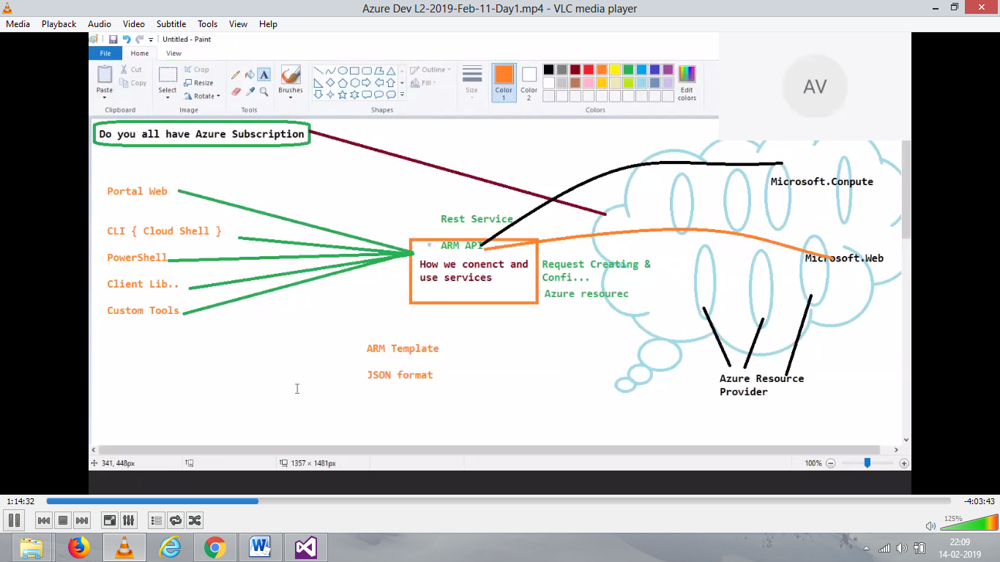 Azure Dev L2-2019-Feb-11-Day1.mp4 - VLC media player
Media Playback Audio Video Subtitle Tools View Help
Untitled - Paint
File Home View
Paste
Cut
Copy
Clipboard
Select
Crop
Resize
Rotate
Image
A
Tools
Brushes
Shapes
Outline
Fill
Size
Color 1
Color 2
Edit colors
Colors
AV
Do you all have Azure Subscription
Portal Web
CLI { Cloud Shell }
PowerShell
Client Lib..
Custom Tools
Rest Service
ARM API
How we conenct and
use services
Request Creating &
Confi...
Azure resourec
ARM Template
JSON format
Microsoft.Conpute
Microsoft.Web
Azure Resource
Provider
341, 448px
1357 × 1481px
100%
1:14:32
-4:03:43
125%
22:09
14-02-2019